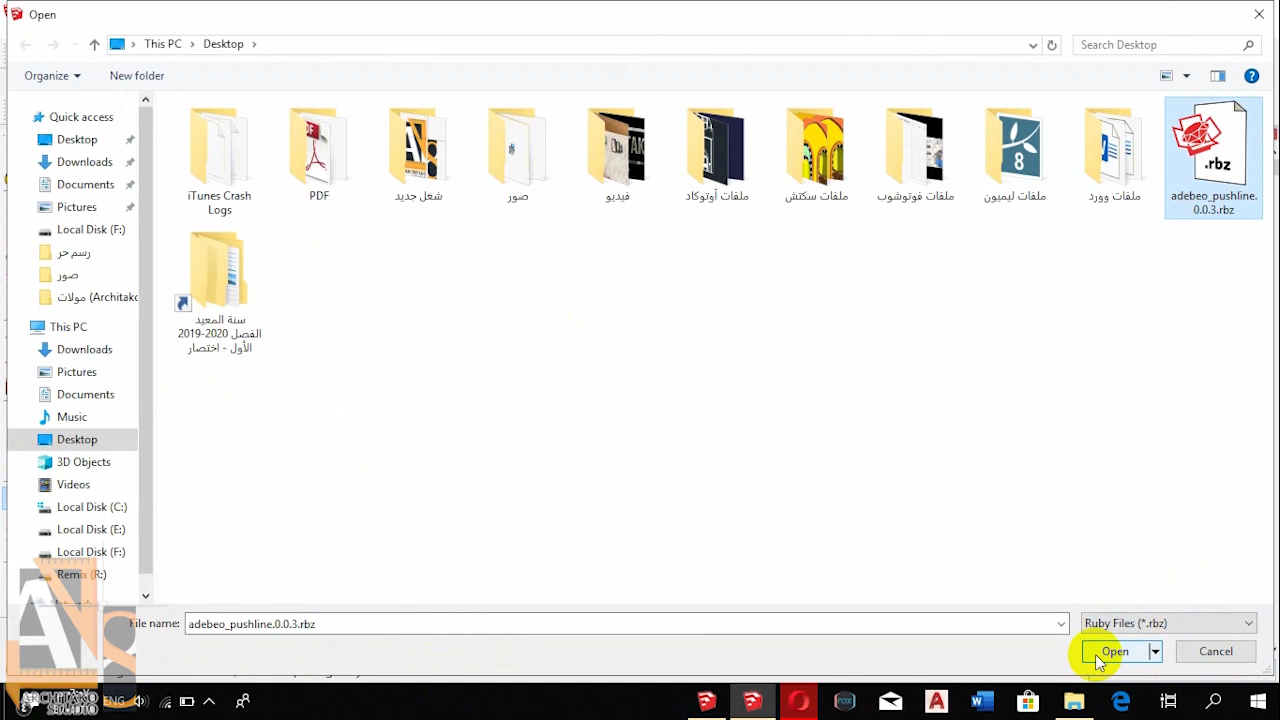 Open
This PC
Desktop
Search Desktop
Organize
New folder
Quick access
Desktop
Downloads
Documents
Pictures
Local Disk (F:)
رسم حر
صور
مولات (Architako
This PC
Downloads
Pictures
Documents
Music
Desktop
3D Objects
Videos
Local Disk (C:)
Local Disk (E:)
Local Disk (F:)
Remix (R:)
iTunes Crash
Logs
PDF
شغل جديد
صور
فيديو
ملفات أوتوكاد
ملفات سكتش
ملفات فوتوشوب
ملفات ليميون
ملفات وورد
.rbz
adebeo_pushline.
0.0.3.rbz
سنة المعيد
الفصل 2020-2019
الأول - اختصار
File name:
adebeo_pushline.0.0.3.rbz
Ruby Files (*.rbz)
Open
Cancel
ARCHITAKO
STUDIO
ENG